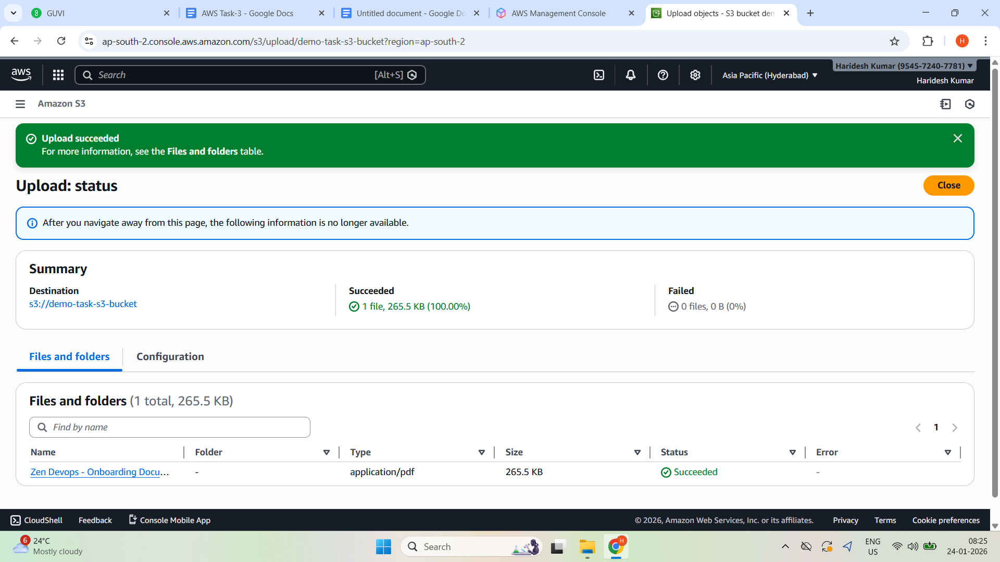 GUVI
AWS Task-3 - Google Docs
Untitled document - Google Do
AWS Management Console
Upload objects - S3 bucket dem
ap-south-2.console.aws.amazon.com/s3/upload/demo-task-s3-bucket?region=ap-south-2
H
aws
Search
[Alt+S]
Asia Pacific (Hyderabad)
Haridesh Kumar (9545-7240-7781)
Haridesh Kumar
Amazon S3
Upload succeeded
For more information, see the Files and folders table.
Upload: status
Close
After you navigate away from this page, the following information is no longer available.
Summary
Destination
s3://demo-task-s3-bucket
Succeeded
1 file, 265.5 KB (100.00%)
Failed
0 files, 0 B (0%)
Files and folders
Configuration
Files and folders (1 total, 265.5 KB)
Find by name
1
Name Folder Type Size Status Error
Zen Devops - Onboarding Docu... - application/pdf 265.5 KB Succeeded -
CloudShell Feedback Console Mobile App
© 2026, Amazon Web Services, Inc. or its affiliates. Privacy Terms Cookie preferences
6
24°C
Mostly cloudy
Search
H
ENG
US
08:25
24-01-2026